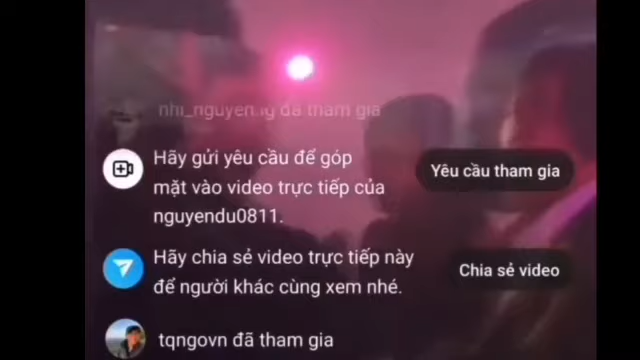 nhi_nguyen.ig đã tham gia
Hãy gửi yêu cầu để góp
mặt vào video trực tiếp của
nguyendu0811.
Yêu cầu tham gia
Hãy chia sẻ video trực tiếp này
để người khác cùng xem nhé.
Chia sẻ video
tqngovn đã tham gia